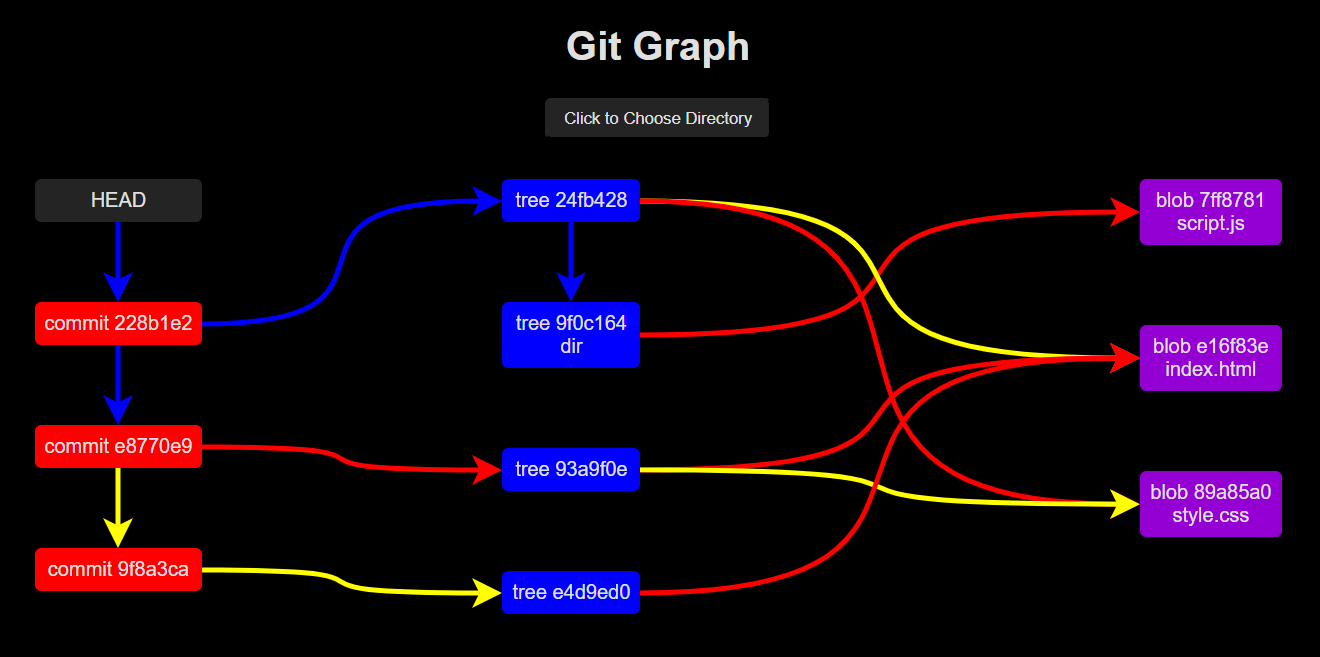 Git Graph
Click to Choose Directory
HEAD
commit 228b1e2
commit e8770e9
commit 9f8a3ca
tree 24fb428
tree 9f0c164
dir
tree 93a9f0e
tree e4d9ed0
blob 7ff8781
script.js
blob e16f83e
index.html
blob 89a85a0
style.css